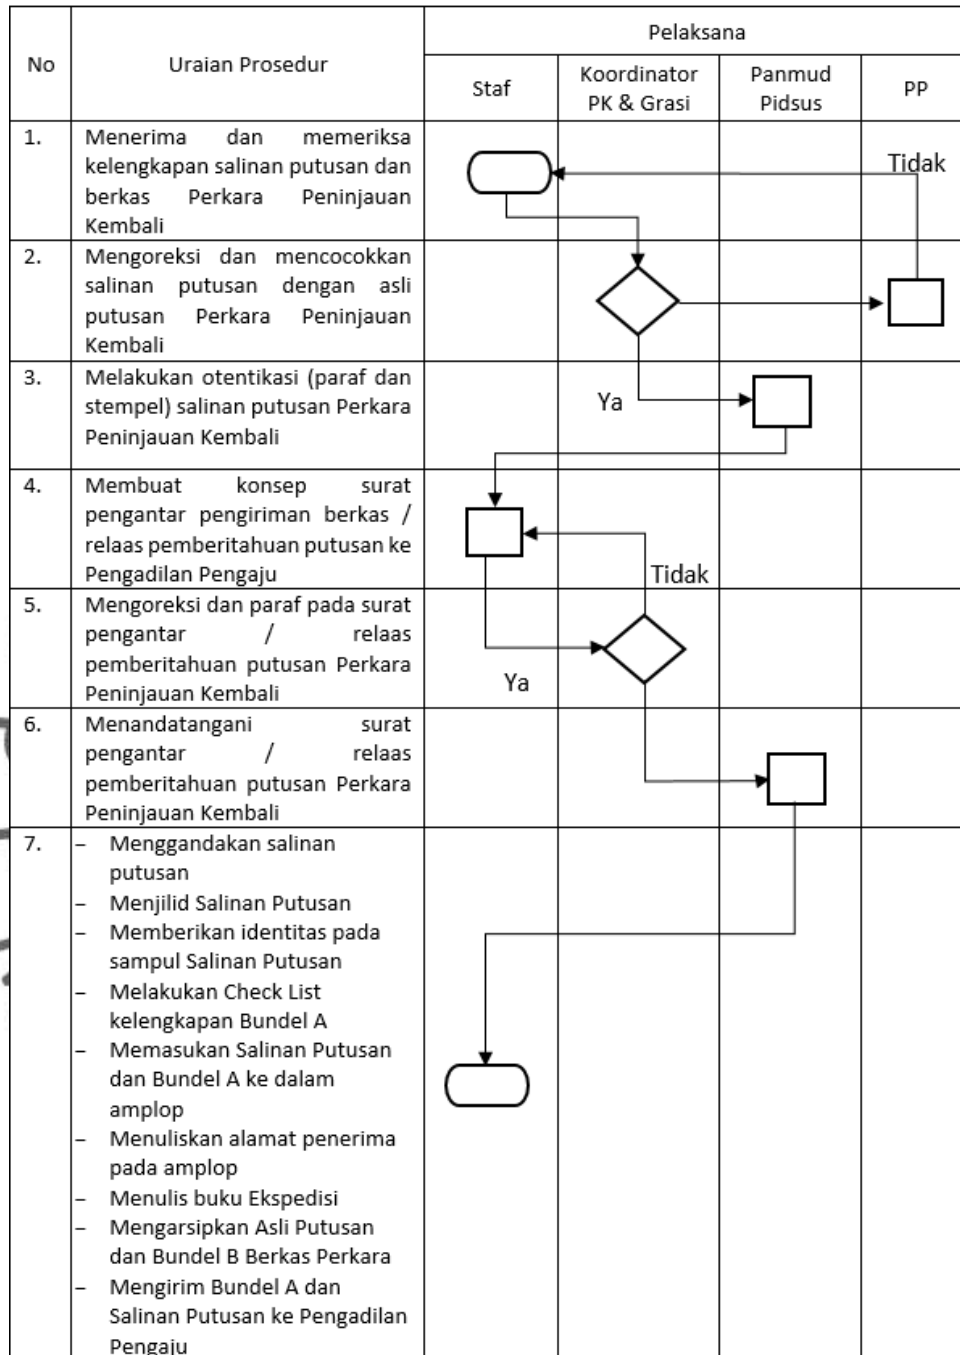 No
Uraian Prosedur
Pelaksana
Staf
Koordinator
PK & Grasi
Panmud
Pidsus
PP
1.
Menerima dan memeriksa
kelengkapan salinan putusan dan
berkas Perkara Peninjauan
Kembali
Tidak
2.
Mengoreksi dan mencocokkan
salinan putusan dengan asli
putusan Perkara Peninjauan
Kembali
3.
Melakukan otentikasi (paraf dan
stempel) salinan putusan Perkara
Peninjauan Kembali
Ya
4.
Membuat konsep surat
pengantar pengiriman berkas /
relaas pemberitahuan putusan ke
Pengadilan Pengaju
Tidak
5.
Mengoreksi dan paraf pada surat
pengantar / relaas
pemberitahuan putusan Perkara
Peninjauan Kembali
Ya
6.
Menandatangani surat
pengantar / relaas
pemberitahuan putusan Perkara
Peninjauan Kembali
7.
– Menggandakan salinan
putusan
– Menjilid Salinan Putusan
– Memberikan identitas pada
sampul Salinan Putusan
– Melakukan Check List
kelengkapan Bundel A
– Memasukan Salinan Putusan
dan Bundel A ke dalam
amplop
– Menuliskan alamat penerima
pada amplop
– Menulis buku Ekspedisi
– Mengarsipkan Asli Putusan
dan Bundel B Berkas Perkara
– Mengirim Bundel A dan
Salinan Putusan ke Pengadilan
Pengaju